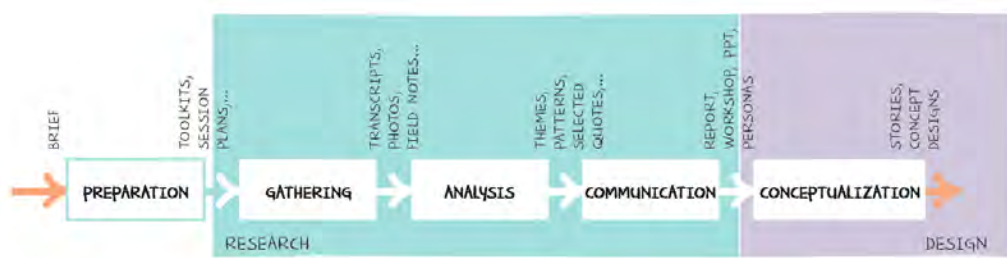 BRIEF
TOOLKITS,
SESSION
PLANS,...
TRANSCRIPTS,
PHOTOS,
FIELD NOTES...
THEMES,
PATTERNS,
SELECTED
QUOTES,...
REPORT,
WORKSHOP, PPT,
PERSONAS
STORIES,
CONCEPT
DESIGNS
PREPARATION
GATHERING
ANALYSIS
COMMUNICATION
CONCEPTUALIZATION
RESEARCH
DESIGN